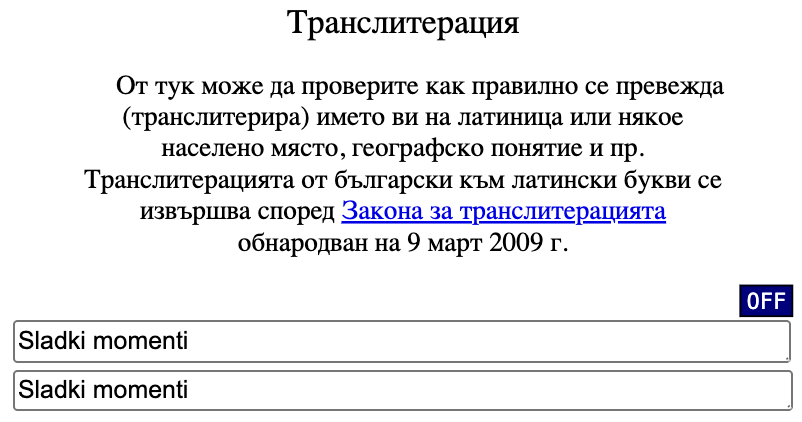 Транслитерация
От тук може да проверите как правилно се превежда
(транслитерира) името ви на латиница или някое
населено място, географско понятие и пр.
Транслитерацията от български към латински букви се
извършва според Закона за транслитерацията
обнародван на 9 март 2009 г.
OFF
Sladki momenti
Sladki momenti